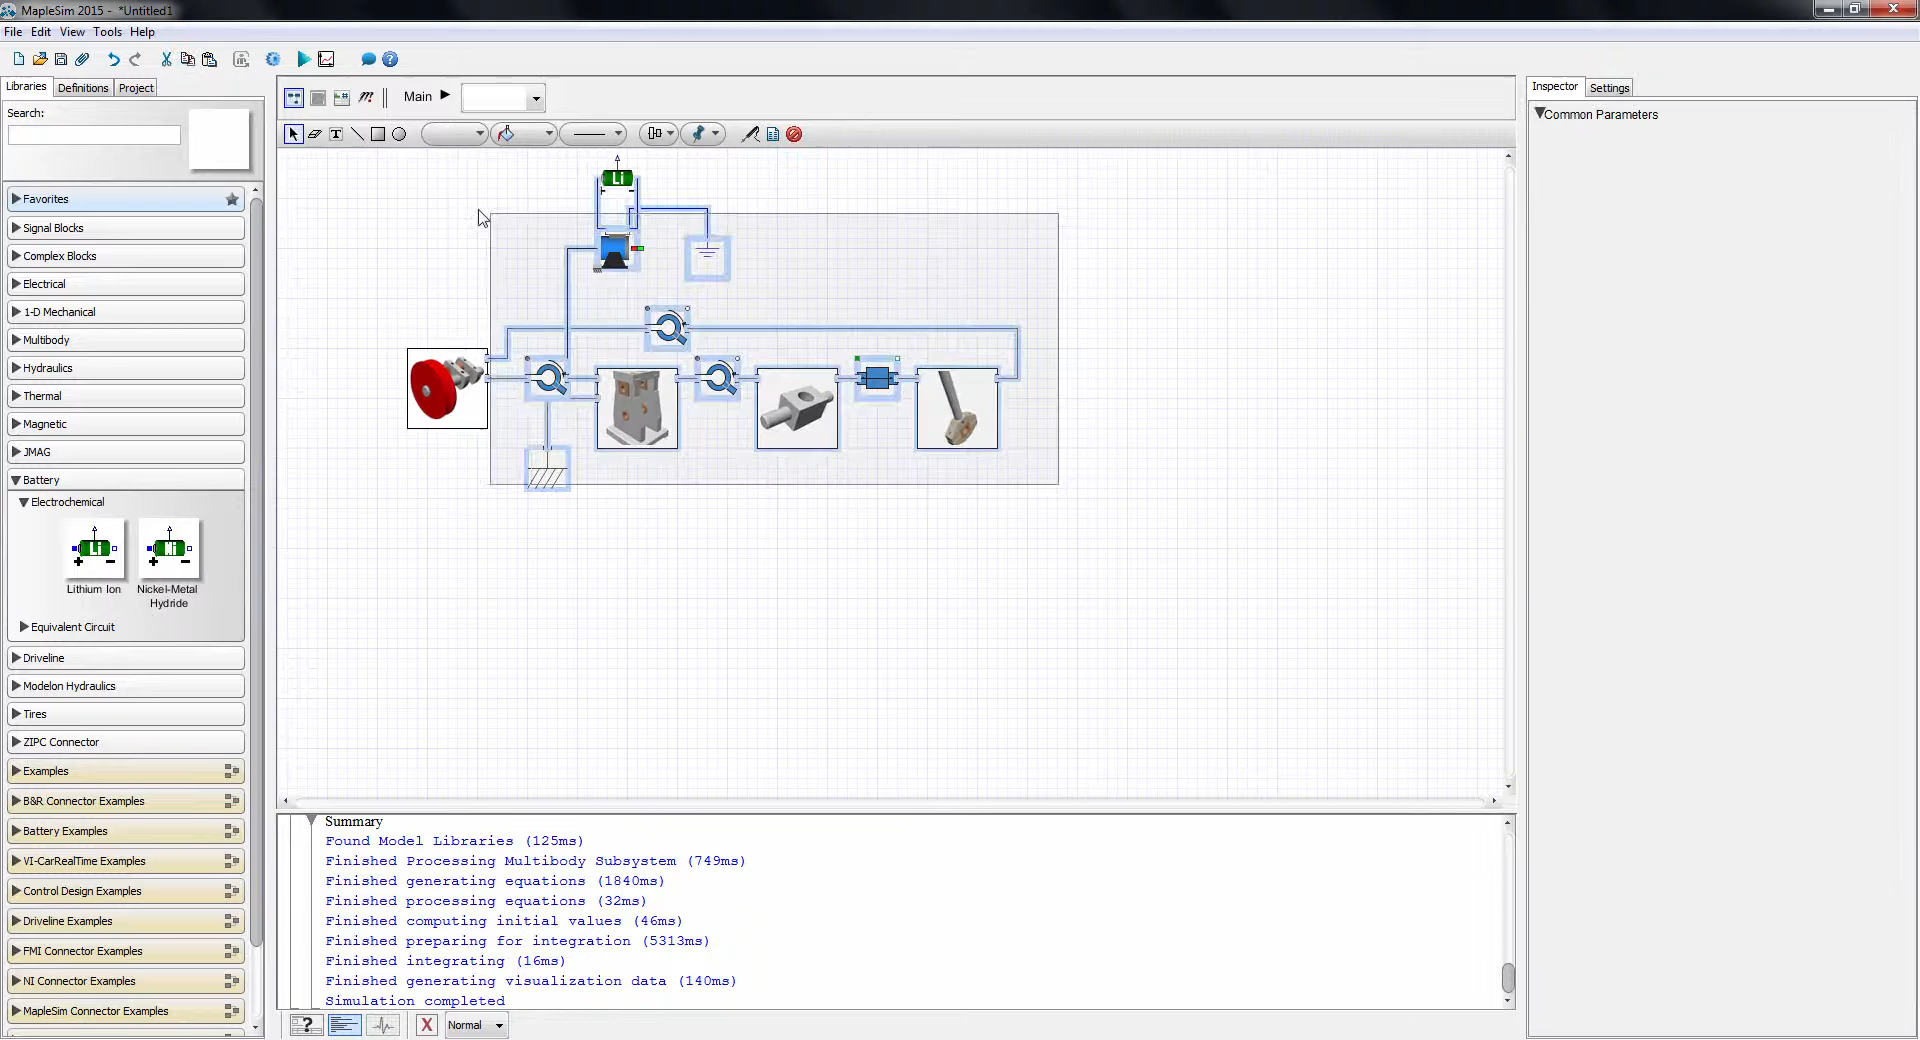 MapleSim 2015 -  *Untitled1
File Edit View Tools Help
Libraries Definitions Project
Search:
Favorites
Signal Blocks
Complex Blocks
Electrical
1-D Mechanical
Multibody
Hydraulics
Thermal
Magnetic
JMAG
Battery
Electrochemical
Li
Lithium Ion
Nickel-Metal
Hydride
Equivalent Circuit
Driveline
Modelon Hydraulics
Tires
ZIPC Connector
Examples
B&R Connector Examples
Battery Examples
VI-CarRealTime Examples
Control Design Examples
Driveline Examples
FMI Connector Examples
NI Connector Examples
MapleSim Connector Examples
Main
T
Li
Summary
Found Model Libraries (125ms)
Finished Processing Multibody Subsystem (749ms)
Finished generating equations (1840ms)
Finished processing equations (32ms)
Finished computing initial values (46ms)
Finished preparing for integration (5313ms)
Finished integrating (16ms)
Finished generating visualization data (140ms)
Simulation completed
? X Normal
Inspector Settings
Common Parameters